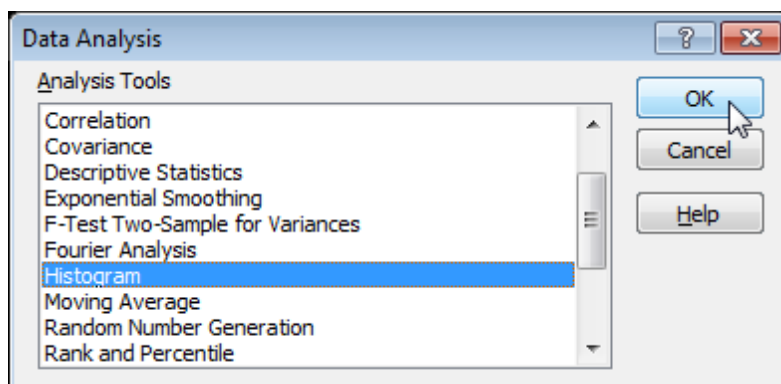 Data Analysis
Analysis Tools
Correlation
Covariance
Descriptive Statistics
Exponential Smoothing
F-Test Two-Sample for Variances
Fourier Analysis
Histogram
Moving Average
Random Number Generation
Rank and Percentile
OK
Cancel
Help